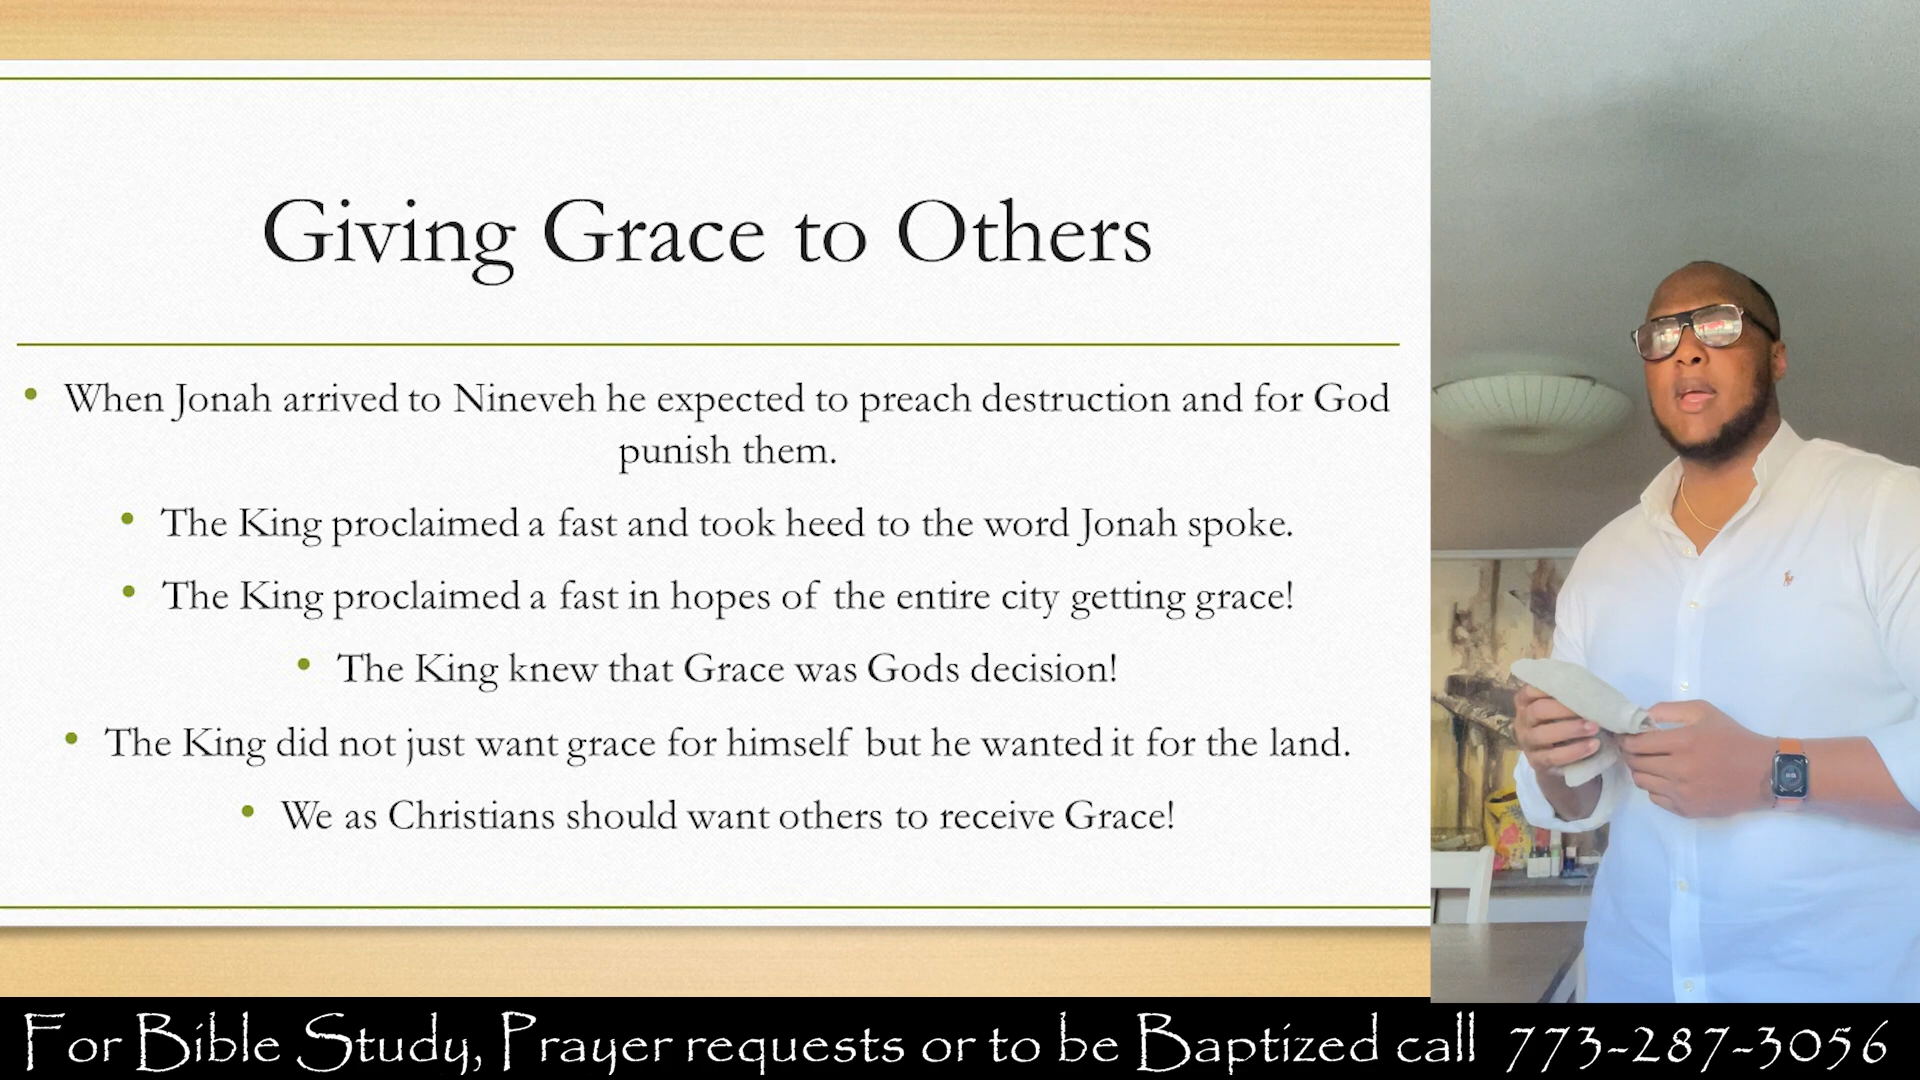 Giving Grace to Others
• When Jonah arrived to Nineveh he expected to preach destruction and for God
punish them.
• The King proclaimed a fast and took heed to the word Jonah spoke.
• The King proclaimed a fast in hopes of the entire city getting grace!
• The King knew that Grace was Gods decision!
• The King did not just want grace for himself but he wanted it for the land.
• We as Christians should want others to receive Grace!
For Bible Study, Prayer requests or to be Baptized call 773-287-3056